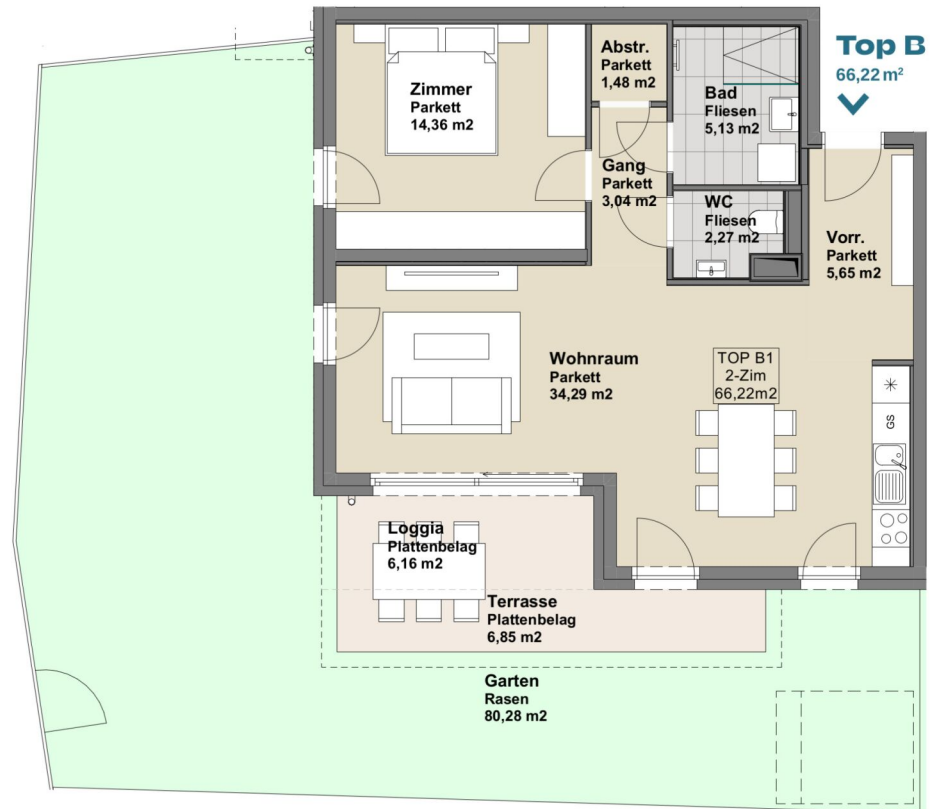 Top B
66,22 m²
Abstr.
Parkett
1,48 m2
Zimmer
Parkett
14,36 m2
Bad
Fliesen
5,13 m2
Gang
Parkett
3,04 m2
WC
Fliesen
2,27 m2
Vorr.
Parkett
5,65 m2
Wohnraum
Parkett
34,29 m2
TOP B1
2-Zim
66,22m2
GS
Loggia
Plattenbelag
6,16 m2
Terrasse
Plattenbelag
6,85 m2
Garten
Rasen
80,28 m2